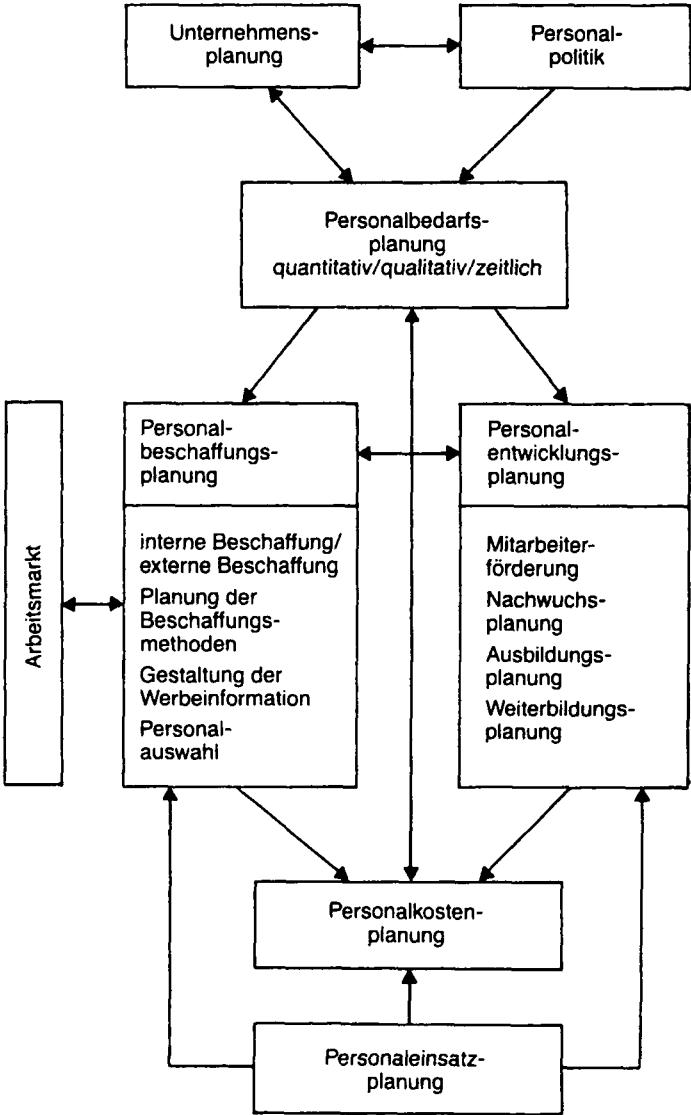 Unternehmens-
planung
Personal-
politik
Personalbedarfs-
planung
quantitativ/qualitativ/zeitlich
Arbeitsmarkt
Personal-
beschaffungs-
planung
interne Beschaffung/
externe Beschaffung
Planung der
Beschaffungs-
methoden
Gestaltung der
Werbeinformation
Personal-
auswahl
Personal-
entwicklungs-
planung
Mitarbeiter-
förderung
Nachwuchs-
planung
Ausbildungs-
planung
Weiterbildungs-
planung
Personalkosten-
planung
Personaleinsatz-
planung